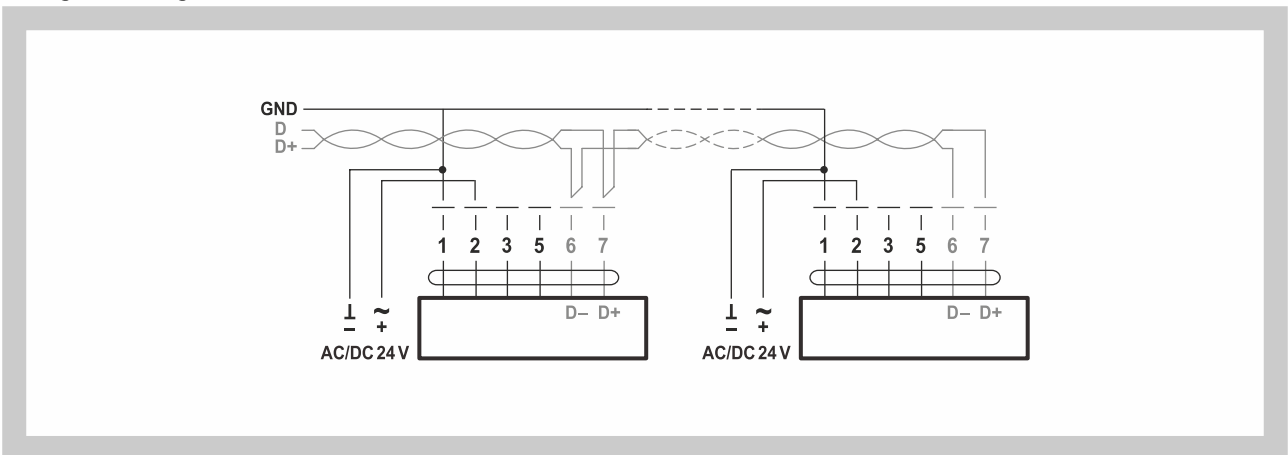 GND
D
D+
1 2 3 5 6 7 1 2 3 5 6 7
⊥ ~ D– D+ ⊥ ~ D– D+
– + – +
AC/DC 24 V AC/DC 24 V